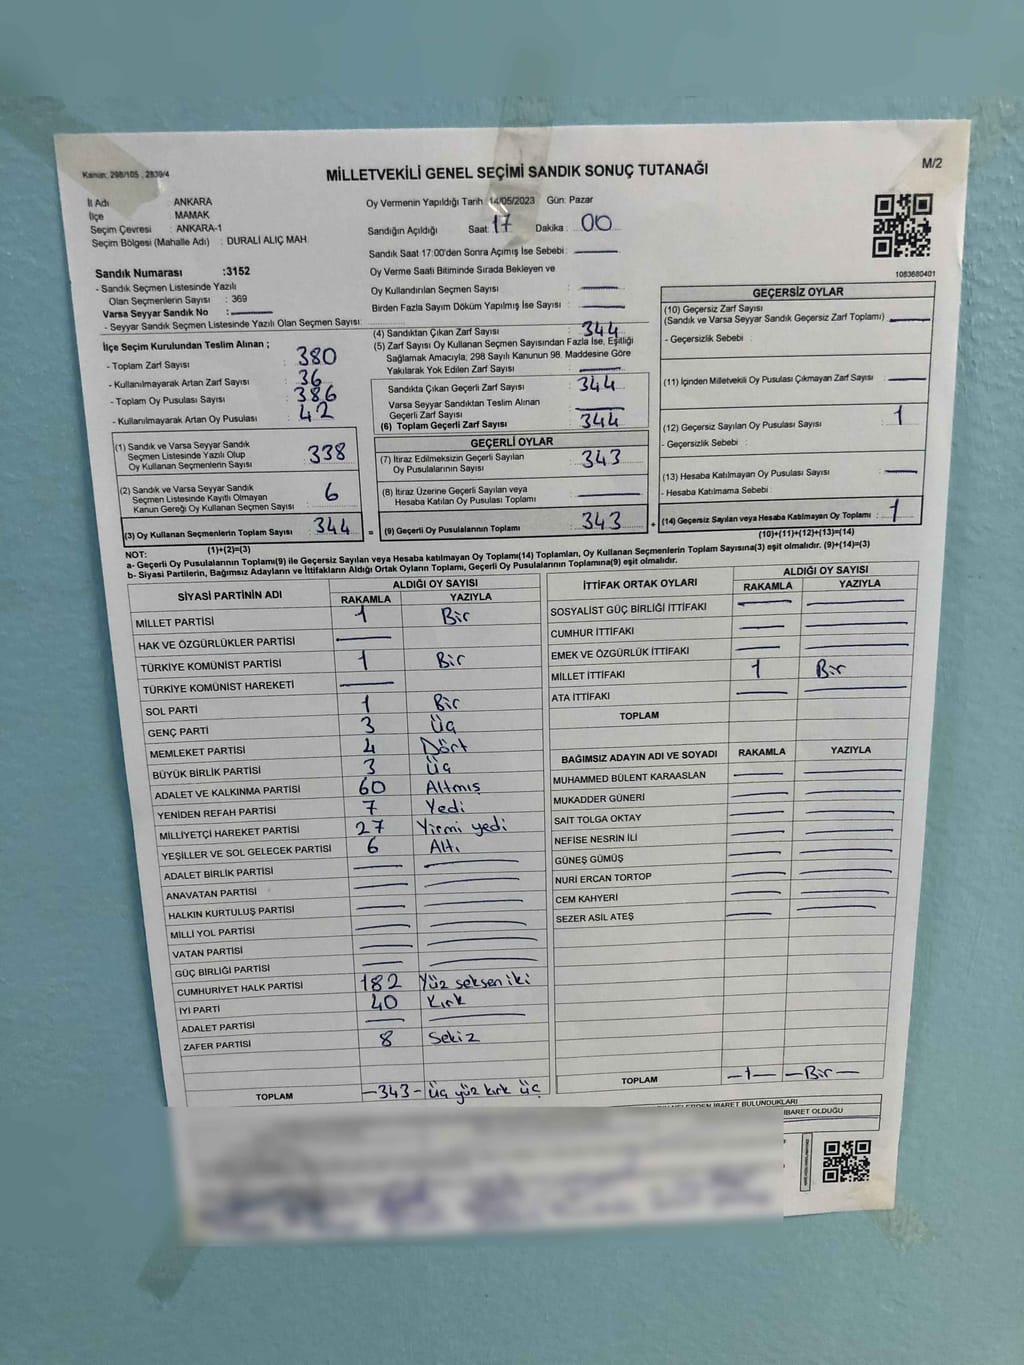 Kanun: 298/105 , 2839/4
MİLLETVEKİLİ GENEL SEÇİMİ SANDIK SONUÇ TUTANAĞI
M/2
İl Adı : ANKARA
İlçe : MAMAK
Seçim Çevresi : ANKARA-1
Seçim Bölgesi (Mahalle Adı) : DURALİ ALIÇ MAH.
Oy Vermenin Yapıldığı Tarih 14/05/2023 Gün: Pazar
Sandığın Açıldığı Saat: 17 Dakika : 00
Sandık Saat 17:00'den Sonra Açımış İse Sebebi:
Oy Verme Saati Bitiminde Sırada Bekleyen ve
Oy Kullandırılan Seçmen Sayısı :
Birden Fazla Sayım Döküm Yapılmış İse Sayısı :
1083680401
Sandık Numarası :3152
- Sandık Seçmen Listesinde Yazılı
Olan Seçmenlerin Sayısı : 369
Varsa Seyyar Sandık No :
- Seyyar Sandık Seçmen Listesinde Yazılı Olan Seçmen Sayısı:
İlçe Seçim Kurulundan Teslim Alınan ;
- Toplam Zarf Sayısı : 380
- Kullanılmayarak Artan Zarf Sayısı : 36
- Toplam Oy Pusulası Sayısı : 386
- Kullanılmayarak Artan Oy Pusulası : 42
(1) Sandık ve Varsa Seyyar Sandık
Seçmen Listesinde Yazılı Olup
Oy Kullanan Seçmenlerin Sayısı : 338
(2) Sandık ve Varsa Seyyar Sandık
Seçmen Listesinde Kayıtlı Olmayan
Kanun Gereği Oy Kullanan Seçmen Sayısı : 6
(3) Oy Kullanan Seçmenlerin Toplam Sayısı : 344
(1)+(2)=(3)
(4) Sandıktan Çıkan Zarf Sayısı : 344
(5) Zarf Sayısı Oy Kullanan Seçmen Sayısından Fazla İse, Eşitliği
Sağlamak Amacıyla, 298 Sayılı Kanunun 98. Maddesine Göre
Yakılarak Yok Edilen Zarf Sayısı :
Sandıkta Çıkan Geçerli Zarf Sayısı : 344
Varsa Seyyar Sandıktan Teslim Alınan
Geçerli Zarf Sayısı :
(6) Toplam Geçerli Zarf Sayısı : 344
GEÇERLİ OYLAR
(7) İtiraz Edilmeksizin Geçerli Sayılan
Oy Pusulalarının Sayısı : 343
(8) İtiraz Üzerine Geçerli Sayılan veya
Hesaba Katılan Oy Pusulası Toplamı :
= (9) Geçerli Oy Pusulalarının Toplamı : 343
GEÇERSİZ OYLAR
(10) Geçersiz Zarf Sayısı
(Sandık ve Varsa Seyyar Sandık Geçersiz Zarf Toplamı) :
- Geçersizlik Sebebi :
(11) İçinden Milletvekili Oy Pusulası Çıkmayan Zarf Sayısı :
(12) Geçersiz Sayılan Oy Pusulası Sayısı : 1
- Geçersizlik Sebebi :
(13) Hesaba Katılmayan Oy Pusulası Sayısı :
- Hesaba Katılmama Sebebi :
+ (14) Geçersiz Sayılan veya Hesaba Katılmayan Oy Toplamı : 1
(10)+(11)+(12)+(13)=(14)
NOT:
a- Geçerli Oy Pusulalarının Toplamı(9) ile Geçersiz Sayılan veya Hesaba katılmayan Oy Toplamı(14) Toplamları, Oy Kullanan Seçmenlerin Toplam Sayısına(3) eşit olmalıdır. (9)+(14)=(3)
b- Siyasi Partilerin, Bağımsız Adayların ve İttifakların Aldığı Ortak Oyların Toplamı, Geçerli Oy Pusulalarının Toplamına(9) eşit olmalıdır.
SİYASİ PARTİNİN ADI ALDIĞI OY SAYISI
RAKAMLA YAZIYLA
MİLLET PARTİSİ 1 Bir
HAK VE ÖZGÜRLÜKLER PARTİSİ
TÜRKİYE KOMÜNİST PARTİSİ 1 Bir
TÜRKİYE KOMÜNİST HAREKETİ
SOL PARTİ 1 Bir
GENÇ PARTİ 3 Üç
MEMLEKET PARTİSİ 4 Dört
BÜYÜK BİRLİK PARTİSİ 3 Üç
ADALET VE KALKINMA PARTİSİ 60 Altmış
YENİDEN REFAH PARTİSİ 7 Yedi
MİLLİYETÇİ HAREKET PARTİSİ 27 Yirmi yedi
YEŞİLLER VE SOL GELECEK PARTİSİ 6 Altı
ADALET BİRLİK PARTİSİ
ANAVATAN PARTİSİ
HALKIN KURTULUŞ PARTİSİ
MİLLİ YOL PARTİSİ
VATAN PARTİSİ
GÜÇ BİRLİĞİ PARTİSİ
CUMHURİYET HALK PARTİSİ 182 Yüz seksen iki
İYİ PARTİ 40 Kırk
ADALET PARTİSİ
ZAFER PARTİSİ 8 Sekiz
TOPLAM -343- Üç yüz kırk üç
İTTİFAK ORTAK OYLARI ALDIĞI OY SAYISI
RAKAMLA YAZIYLA
SOSYALİST GÜÇ BİRLİĞİ İTTİFAKI
CUMHUR İTTİFAKI
EMEK VE ÖZGÜRLÜK İTTİFAKI
MİLLET İTTİFAKI 1 Bir
ATA İTTİFAKI
TOPLAM
BAĞIMSIZ ADAYIN ADI VE SOYADI RAKAMLA YAZIYLA
MUHAMMED BÜLENT KARAASLAN
MUKADDER GÜNERİ
SAİT TOLGA OKTAY
NEFİSE NESRİN İLİ
GÜNEŞ GÜMÜŞ
NURİ ERCAN TORTOP
CEM KAHYERİ
SEZER ASİL ATEŞ
TOPLAM -1- -Bir-
İBARET BULUNDUKLARI
İBARET OLDUĞU